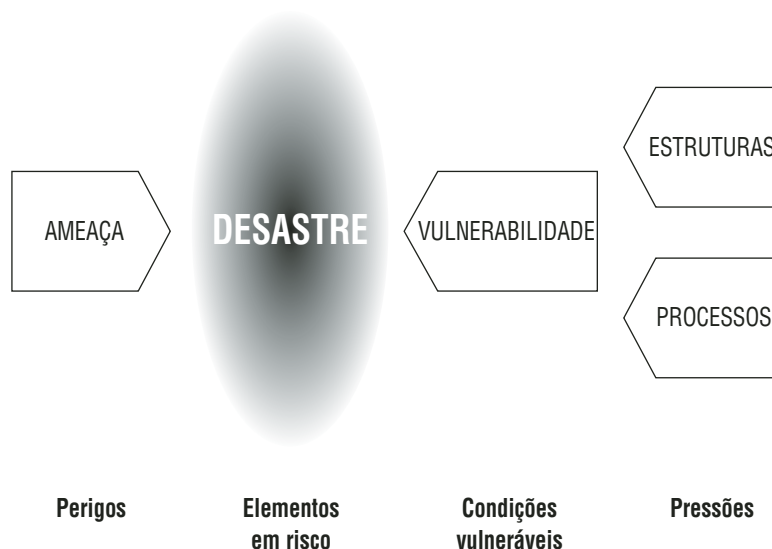 ESTRUTURAS
AMEAÇA
DESASTRE
VULNERABILIDADE
PROCESSOS
Perigos
Elementos
em risco
Condições
vulneráveis
Pressões